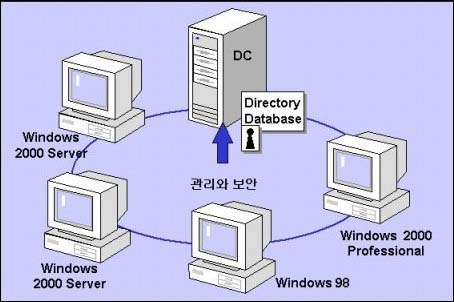 DC
Directory
Database
Windows
2000 Server
관리와 보안
Windows 2000
Professional
Windows
2000 Server
Windows 98